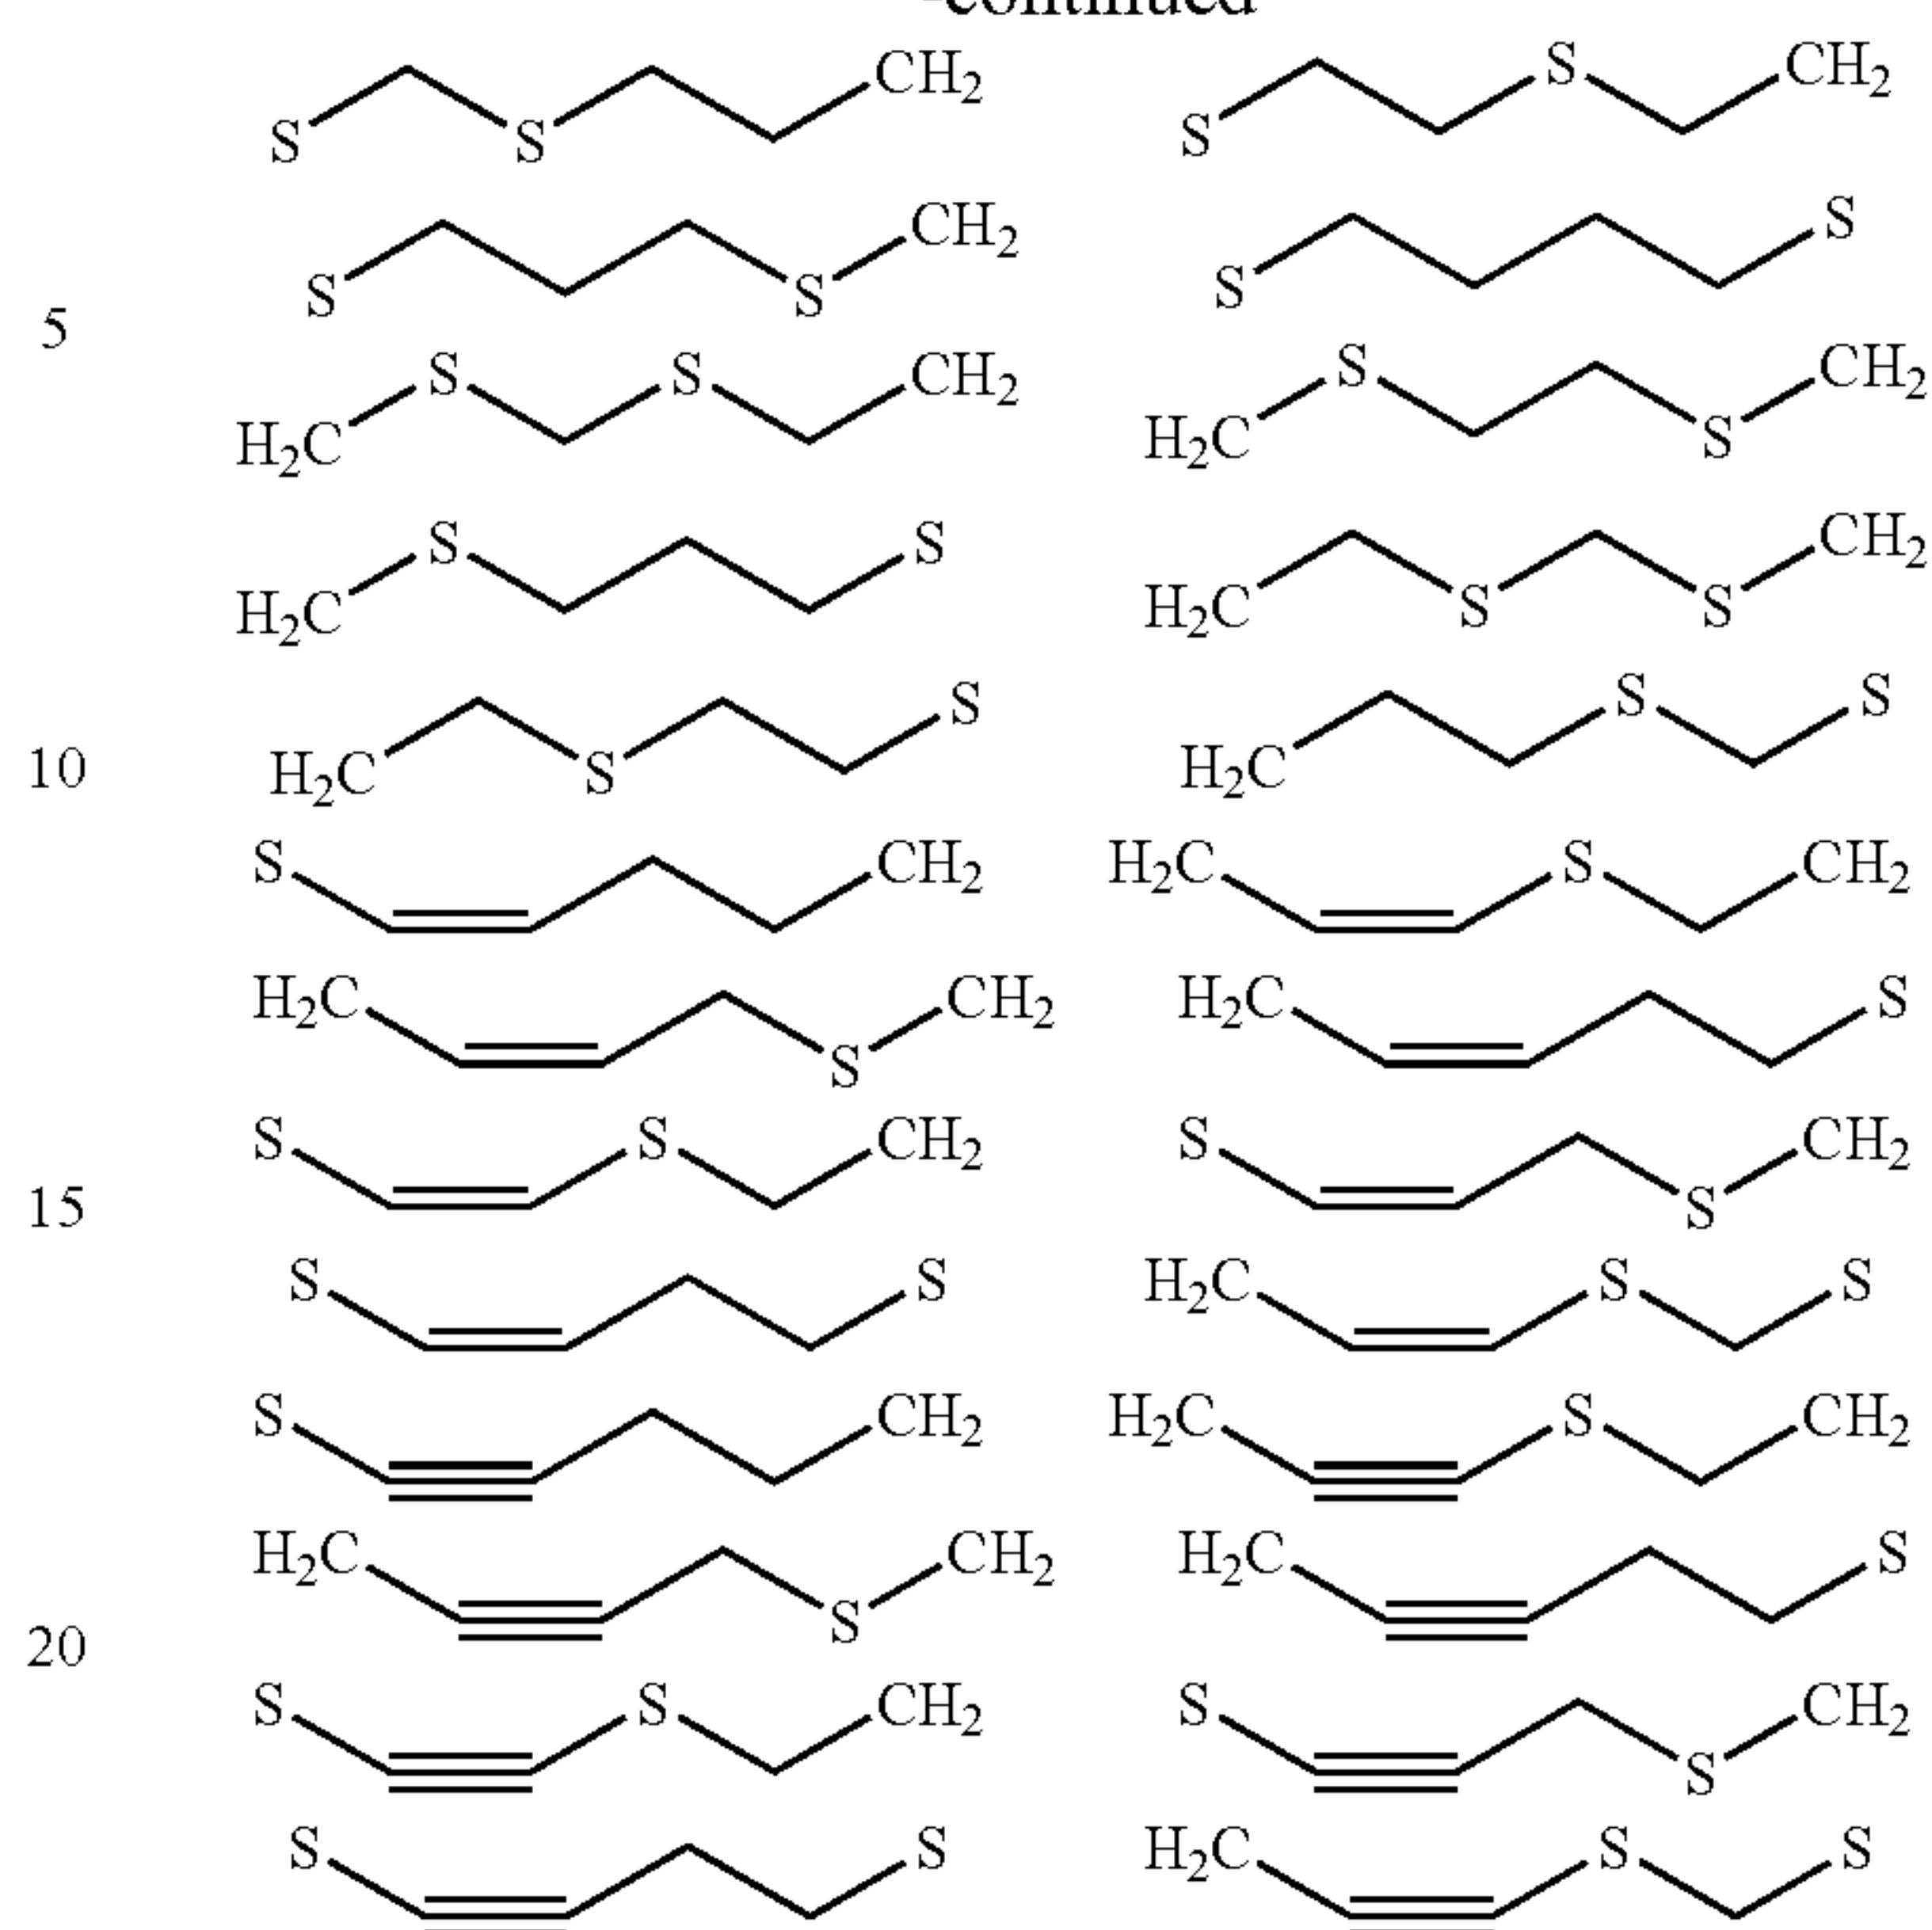 -continued
S S CH2 S S CH2
S S CH2 S S
5
H2C S S CH2 H2C S S CH2
H2C S S H2C S S CH2
H2C S S H2C S S
10
S CH2 H2C S CH2
H2C S CH2 H2C S
S S CH2 S S CH2
15
S S H2C S S
S CH2 H2C S CH2
H2C S CH2 H2C S
20
S S CH2 S S CH2
S S H2C S S